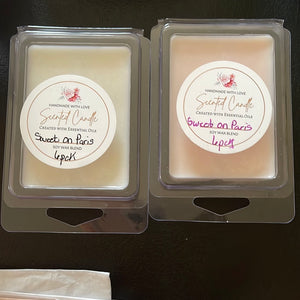 HANDMADE WITH LOVE
Scented Candle
CREATED WITH ESSENTIAL OILS
Sweet on Paris
SOY WAX BLEND
6pcK
HANDMADE WITH LOVE
Scented Candle
CREATED WITH ESSENTIAL OILS
Sweet on Paris
SOY WAX BLEND
6pcK